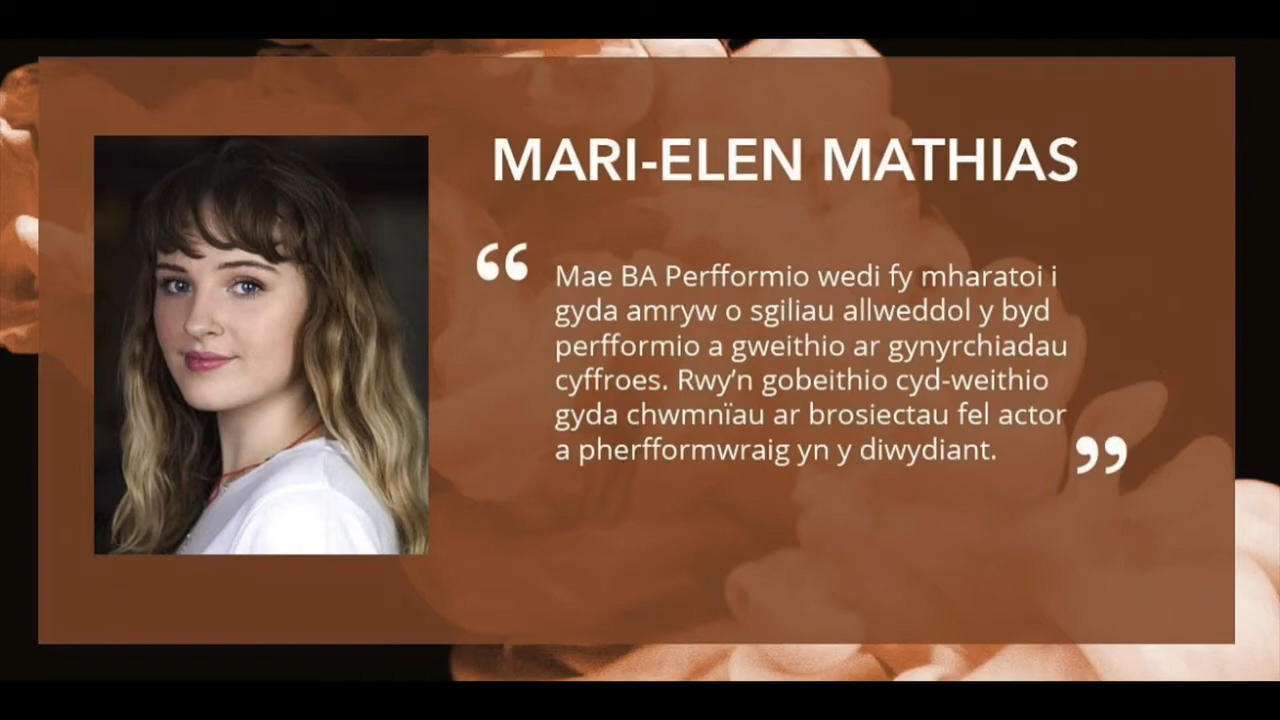 MARI-ELEN MATHIAS
“ Mae BA Perfformio wedi fy mharatoi i
gyda amryw o sgiliau allweddol y byd
perfformio a gweithio ar gynyrchiadau
cyffroes. Rwy’n gobeithio cyd-weithio
gyda chwmnïau ar brosiectau fel actor
a pherfformwraig yn y diwydiant. ”